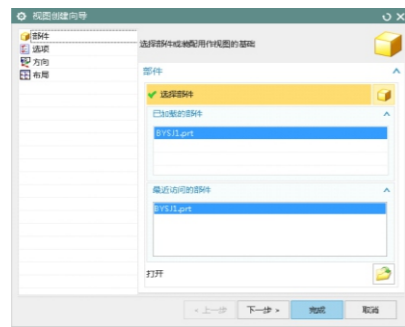 视图创建向导
部件
选项
方向
布局
选择部件或装配用作视图的基础
部件
选择部件
已加载的部件
BYSJ1.prt
最近访问的部件
BYSJ1.prt
打开
< 上一步
下一步 >
完成
取消